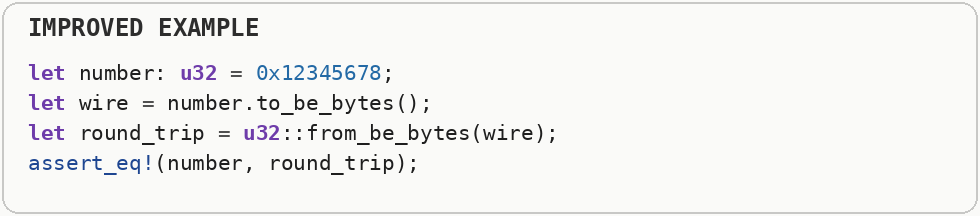 IMPROVED EXAMPLE
let number: u32 = 0x12345678;
let wire = number.to_be_bytes();
let round_trip = u32::from_be_bytes(wire);
assert_eq!(number, round_trip);